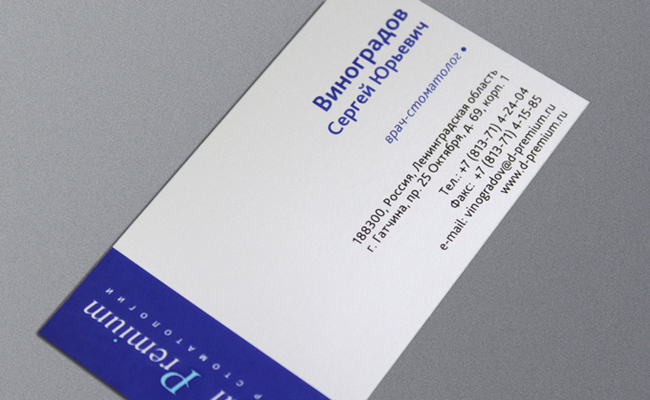 Виноградов
Сергей Юрьевич
врач-стоматолог •
188300, Россия, Ленинградская область
г. Гатчина, пр. 25 Октября, д. 69, корп. 1
Тел.: +7 (813-71) 4-24-04
Факс: +7 (813-71) 4-15-85
e-mail: vinogradov@d-premium.ru
www.d-premium.ru
Premium
р стоматологии